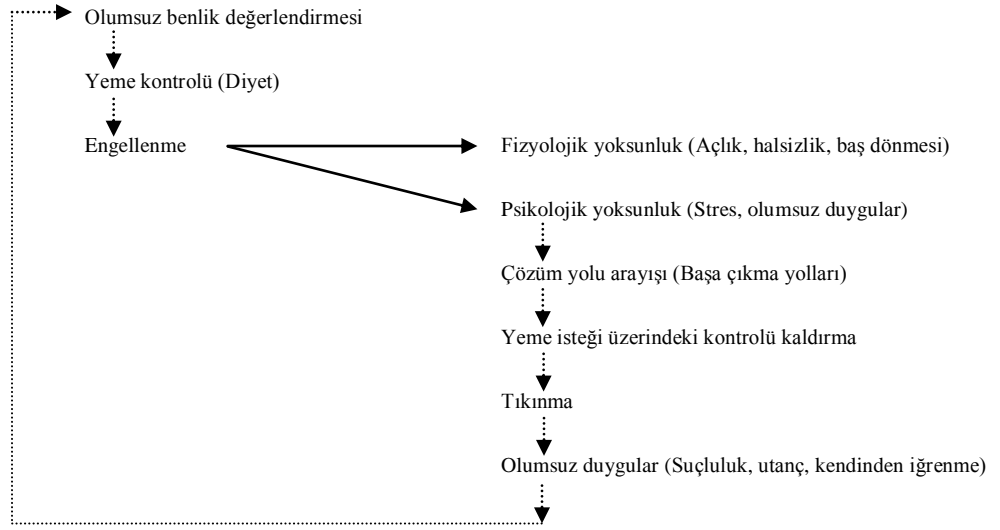 Olumsuz benlik değerlendirmesi
Yeme kontrolü (Diyet)
Engellenme
Fizyolojik yoksunluk (Açlık, halsizlik, baş dönmesi)
Psikolojik yoksunluk (Stres, olumsuz duygular)
Çözüm yolu arayışı (Başa çıkma yolları)
Yeme isteği üzerindeki kontrolü kaldırma
Tıkınma
Olumsuz duygular (Suçluluk, utanç, kendinden iğrenme)